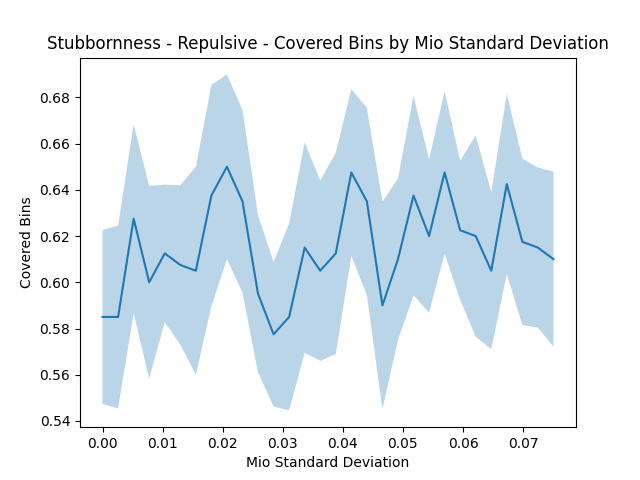 Stubbornness - Repulsive - Covered Bins by Mio Standard Deviation
0.68
0.66
0.64
0.62
0.60
0.58
0.56
0.54
Covered Bins
0.00 0.01 0.02 0.03 0.04 0.05 0.06 0.07
Mio Standard Deviation